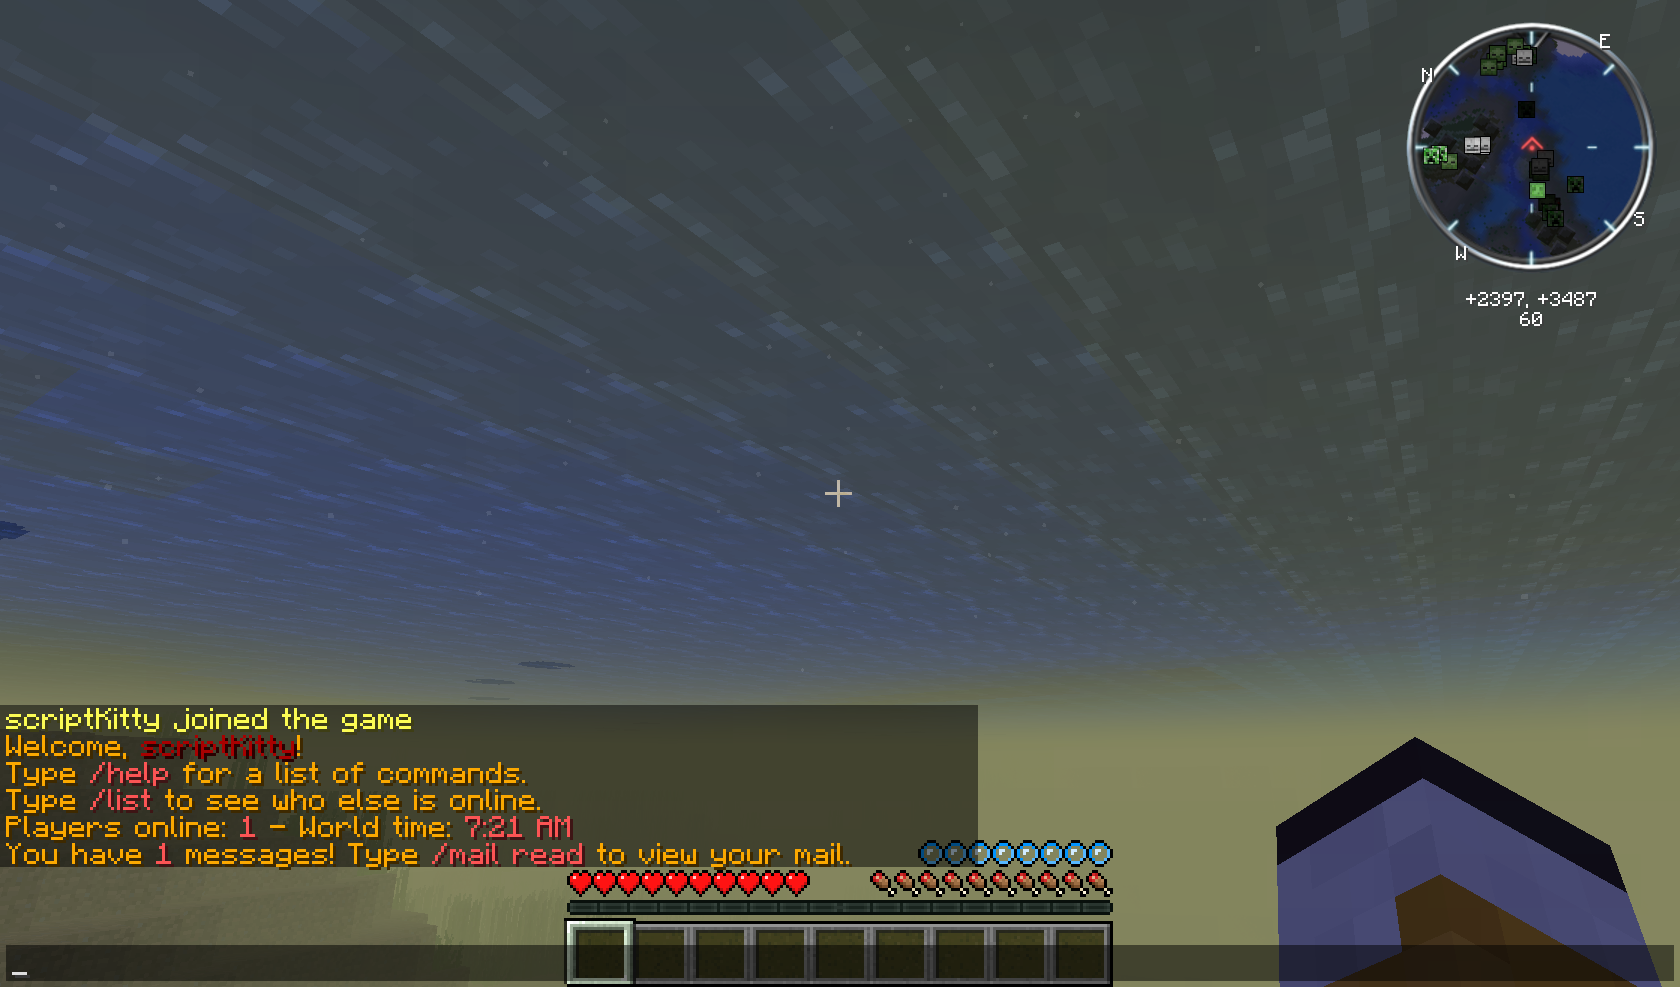 E
N
S
W
+2397, +3487
60
scriptKitty joined the game
Welcome, scriptKitty!
Type /help for a list of commands.
Type /list to see who else is online.
Players online: 1 - World time: 7:21 AM
You have 1 messages! Type /mail read to view your mail.
_